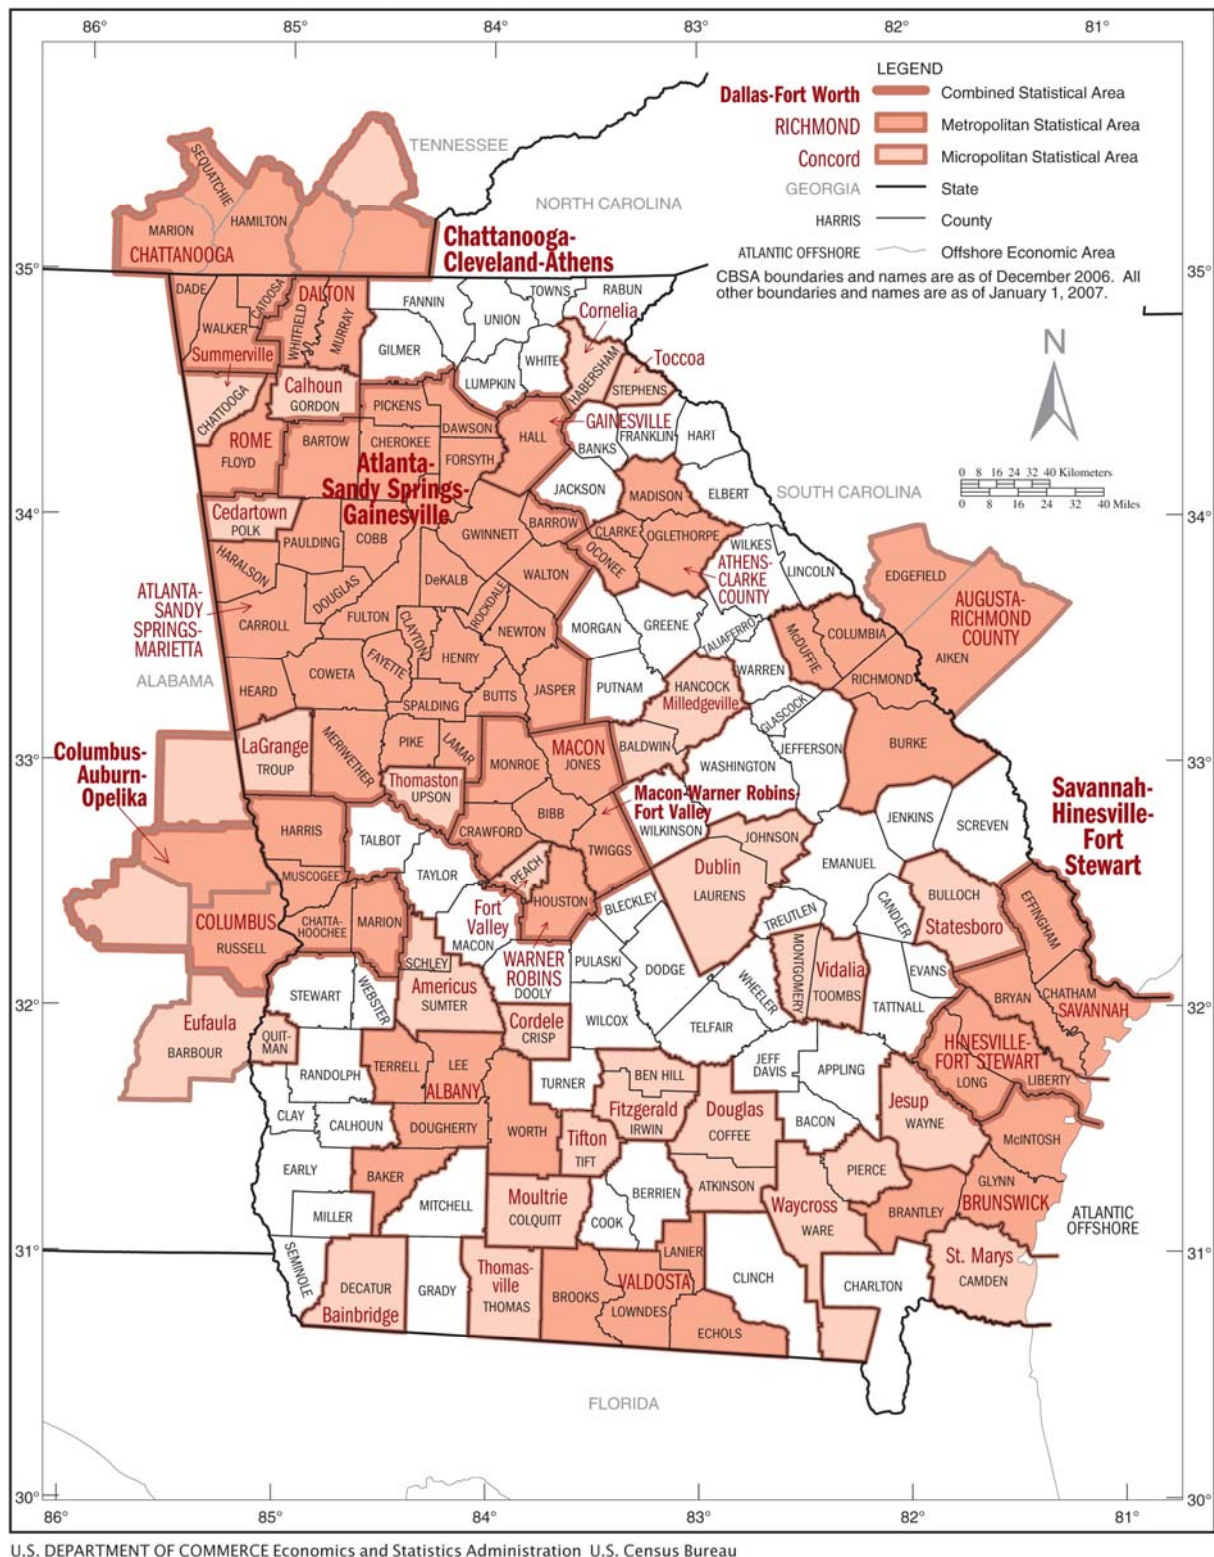 86°
85°
84°
83°
82°
81°
LEGEND
Dallas-Fort Worth
Combined Statistical Area
RICHMOND
Metropolitan Statistical Area
Concord
Micropolitan Statistical Area
GEORGIA
State
HARRIS
County
ATLANTIC OFFSHORE
Offshore Economic Area
CBSA boundaries and names are as of December 2006. All
other boundaries and names are as of January 1, 2007.
TENNESSEE
NORTH CAROLINA
SEQUATCHIE
MARION
HAMILTON
CHATTANOOGA
Chattanooga-
Cleveland-Athens
35°
35°
DADE
CATOOSA
WALKER
Summerville
DALTON
WHITFIELD
MURRAY
FANNIN
TOWNS
RABUN
UNION
GILMER
WHITE
LUMPKIN
Cornelia
HABERSHAM
Toccoa
STEPHENS
N
CHATTOOGA
Calhoun
GORDON
PICKENS
DAWSON
HALL
GAINESVILLE
BANKS
FRANKLIN
HART
ROME
FLOYD
BARTOW
CHEROKEE
FORSYTH
Atlanta-
Sandy Springs-
Gainesville
JACKSON
MADISON
ELBERT
SOUTH CAROLINA
0 8 16 24 32 40 Kilometers
0 8 16 24 32 40 Miles
34°
34°
Cedartown
POLK
PAULDING
COBB
GWINNETT
BARROW
CLARKE
OCONEE
OGLETHORPE
WILKES
LINCOLN
ATHENS-
CLARKE
COUNTY
HARALSON
DOUGLAS
DeKALB
ROCKDALE
WALTON
ATLANTA-
SANDY
SPRINGS-
MARIETTA
CARROLL
FULTON
CLAYTON
FAYETTE
HENRY
NEWTON
MORGAN
GREENE
TALIAFERRO
McDUFFIE
COLUMBIA
RICHMOND
EDGEFIELD
AUGUSTA-
RICHMOND
COUNTY
AIKEN
ALABAMA
HEARD
COWETA
SPALDING
BUTTS
JASPER
PUTNAM
HANCOCK
Milledgeville
WARREN
GLASCOCK
JEFFERSON
BURKE
Columbus-
Auburn-
Opelika
33°
33°
LaGrange
TROUP
MERIWETHER
PIKE
LAMAR
Thomaston
UPSON
MONROE
MACON
JONES
BALDWIN
WASHINGTON
Macon-Warner Robins-
Fort Valley
WILKINSON
JENKINS
SCREVEN
Savannah-
Hinesville-
Fort
Stewart
HARRIS
TALBOT
CRAWFORD
BIBB
TWIGGS
JOHNSON
EMANUEL
MUSCOGEE
TAYLOR
PEACH
Fort
Valley
HOUSTON
WARNER
ROBINS
BLECKLEY
Dublin
LAURENS
TREUTLEN
CANDLER
BULLOCH
Statesboro
EFFINGHAM
COLUMBUS
RUSSELL
CHATTA-
HOOCHEE
MARION
MACON
SCHLEY
PULASKI
DODGE
DOOLY
WHEELER
MONTGOMERY
Vidalia
TOOMBS
EVANS
TATTNALL
BRYAN
CHATHAM
SAVANNAH
32°
32°
STEWART
WEBSTER
Americus
SUMTER
Cordele
CRISP
WILCOX
TELFAIR
Eufaula
BARBOUR
QUIT-
MAN
RANDOLPH
TERRELL
LEE
ALBANY
TURNER
BEN HILL
Fitzgerald
IRWIN
JEFF
DAVIS
APPLING
HINESVILLE-
FORT STEWART
LONG
LIBERTY
CLAY
CALHOUN
DOUGHERTY
WORTH
Tifton
TIFT
Douglas
COFFEE
BACON
Jesup
WAYNE
McINTOSH
EARLY
BAKER
MITCHELL
Moultrie
COLQUITT
COOK
BERRIEN
ATKINSON
PIERCE
Waycross
WARE
BRANTLEY
GLYNN
BRUNSWICK
ATLANTIC
OFFSHORE
MILLER
31°
31°
SEMINOLE
DECATUR
Bainbridge
GRADY
Thomas-
ville
THOMAS
BROOKS
VALDOSTA
LOWNDES
LANIER
ECHOLS
CLINCH
CHARLTON
St. Marys
CAMDEN
FLORIDA
30°
30°
86°
85°
84°
83°
82°
81°
U.S. DEPARTMENT OF COMMERCE Economics and Statistics Administration U.S. Census Bureau